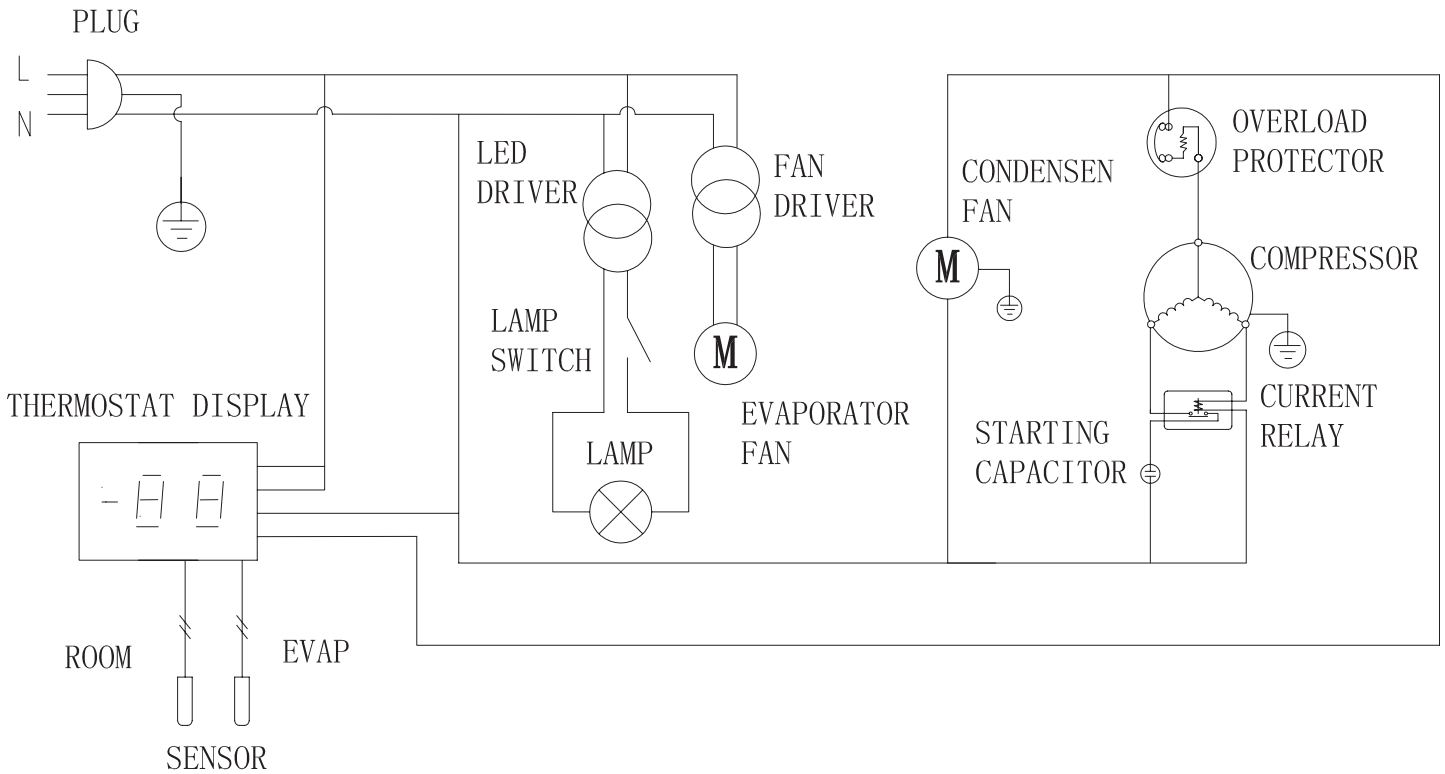 PLUG
L
N
LED
DRIVER
FAN
DRIVER
CONDENSEN
FAN
OVERLOAD
PROTECTOR
M
COMPRESSOR
LAMP
SWITCH
M
THERMOSTAT DISPLAY
EVAPORATOR
FAN
CURRENT
RELAY
STARTING
CAPACITOR
LAMP
-88
ROOM
EVAP
SENSOR